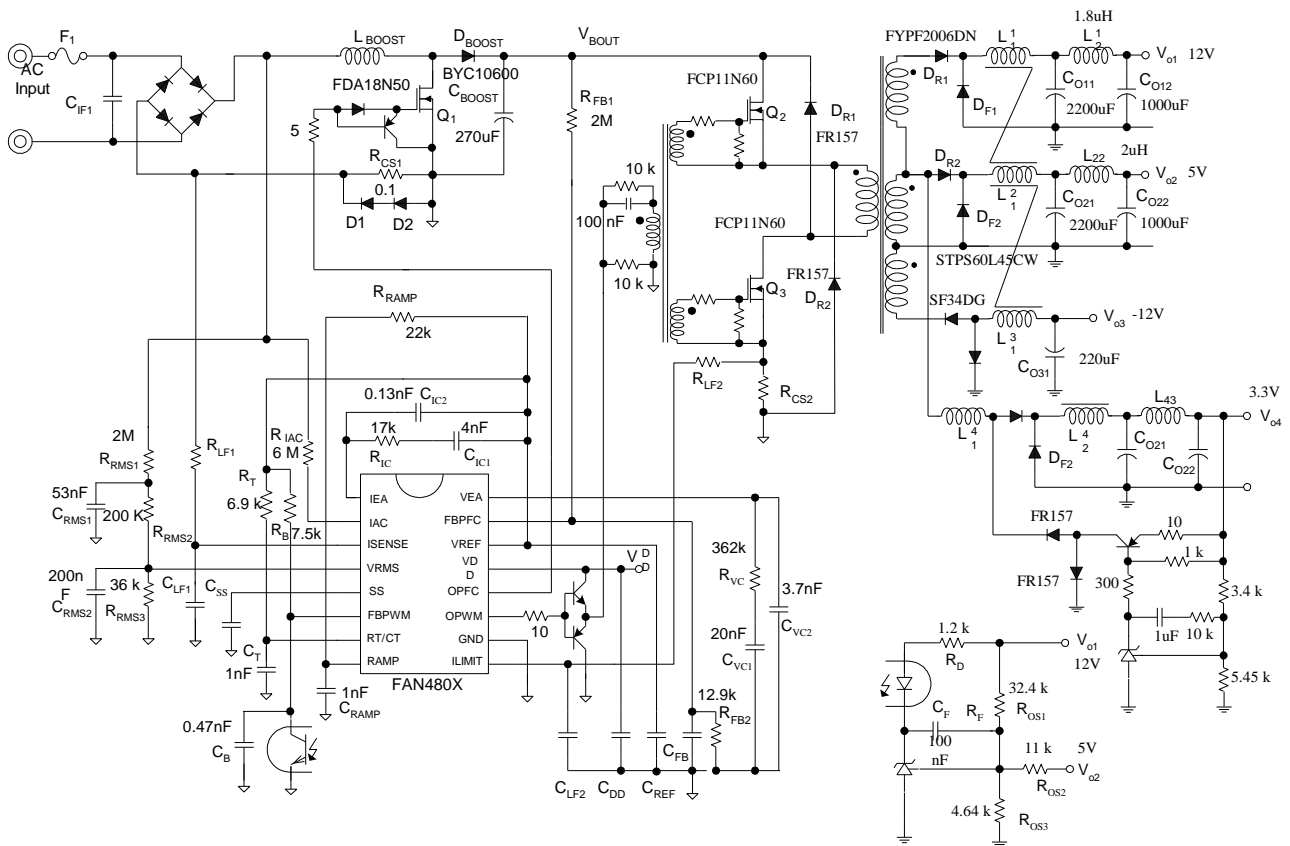 F1
AC
Input
CIF1
LBOOST
DBOOST
BYC10600
VBOUT
FDA18N50
CBOOST
Q1
270uF
5
RCS1
0.1
D1
D2
RFB1
2M
FCP11N60
Q2
DR1
FR157
10 k
100 nF
10 k
FCP11N60
Q3
FR157
DR2
RLF2
RCS2
FYPF2006DN
DR1
DF1
L11
1.8uH
L12
Vo1 12V
CO11
2200uF
CO12
1000uF
DR2
DF2
L21
2uH
L22
Vo2 5V
CO21
2200uF
CO22
1000uF
STPS60L45CW
SF34DG
L31
Vo3 -12V
220uF
CO31
L41
DF2
L42
L43
3.3V
Vo4
CO21
CO22
FR157
FR157
10
1 k
300
3.4 k
1uF
10 k
5.45 k
RRAMP
22k
0.13nF CIC2
17k
4nF
RIC
CIC1
2M
RRMS1
RLF1
RIAC
6 M
RT
6.9 k
RB
7.5k
53nF
CRMS1
200 K
RRMS2
200n
F
CRMS2
36 k
RRMS3
CLF1
CSS
CT
1nF
1nF
CRAMP
0.47nF
CB
IEA
IAC
ISENSE
VRMS
SS
FBPWM
RT/CT
RAMP
VEA
FBPFC
VREF
VD
D
OPFC
OPWM
GND
ILIMIT
FAN480X
VDD
10
362k
RVC
3.7nF
CVC2
20nF
CVC1
12.9k
RFB2
CFB
CLF2
CDD
CREF
1.2 k
RD
Vo1
12V
32.4 k
ROS1
CF
RF
100
nF
11 k
ROS2
5V
Vo2
4.64 k
ROS3